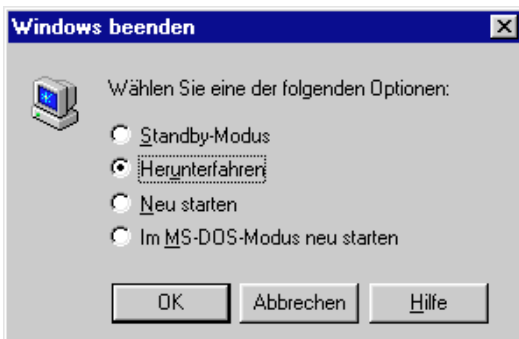 Windows beenden
Wählen Sie eine der folgenden Optionen:
Standby-Modus
Herunterfahren
Neu starten
Im MS-DOS-Modus neu starten
OK Abbrechen Hilfe